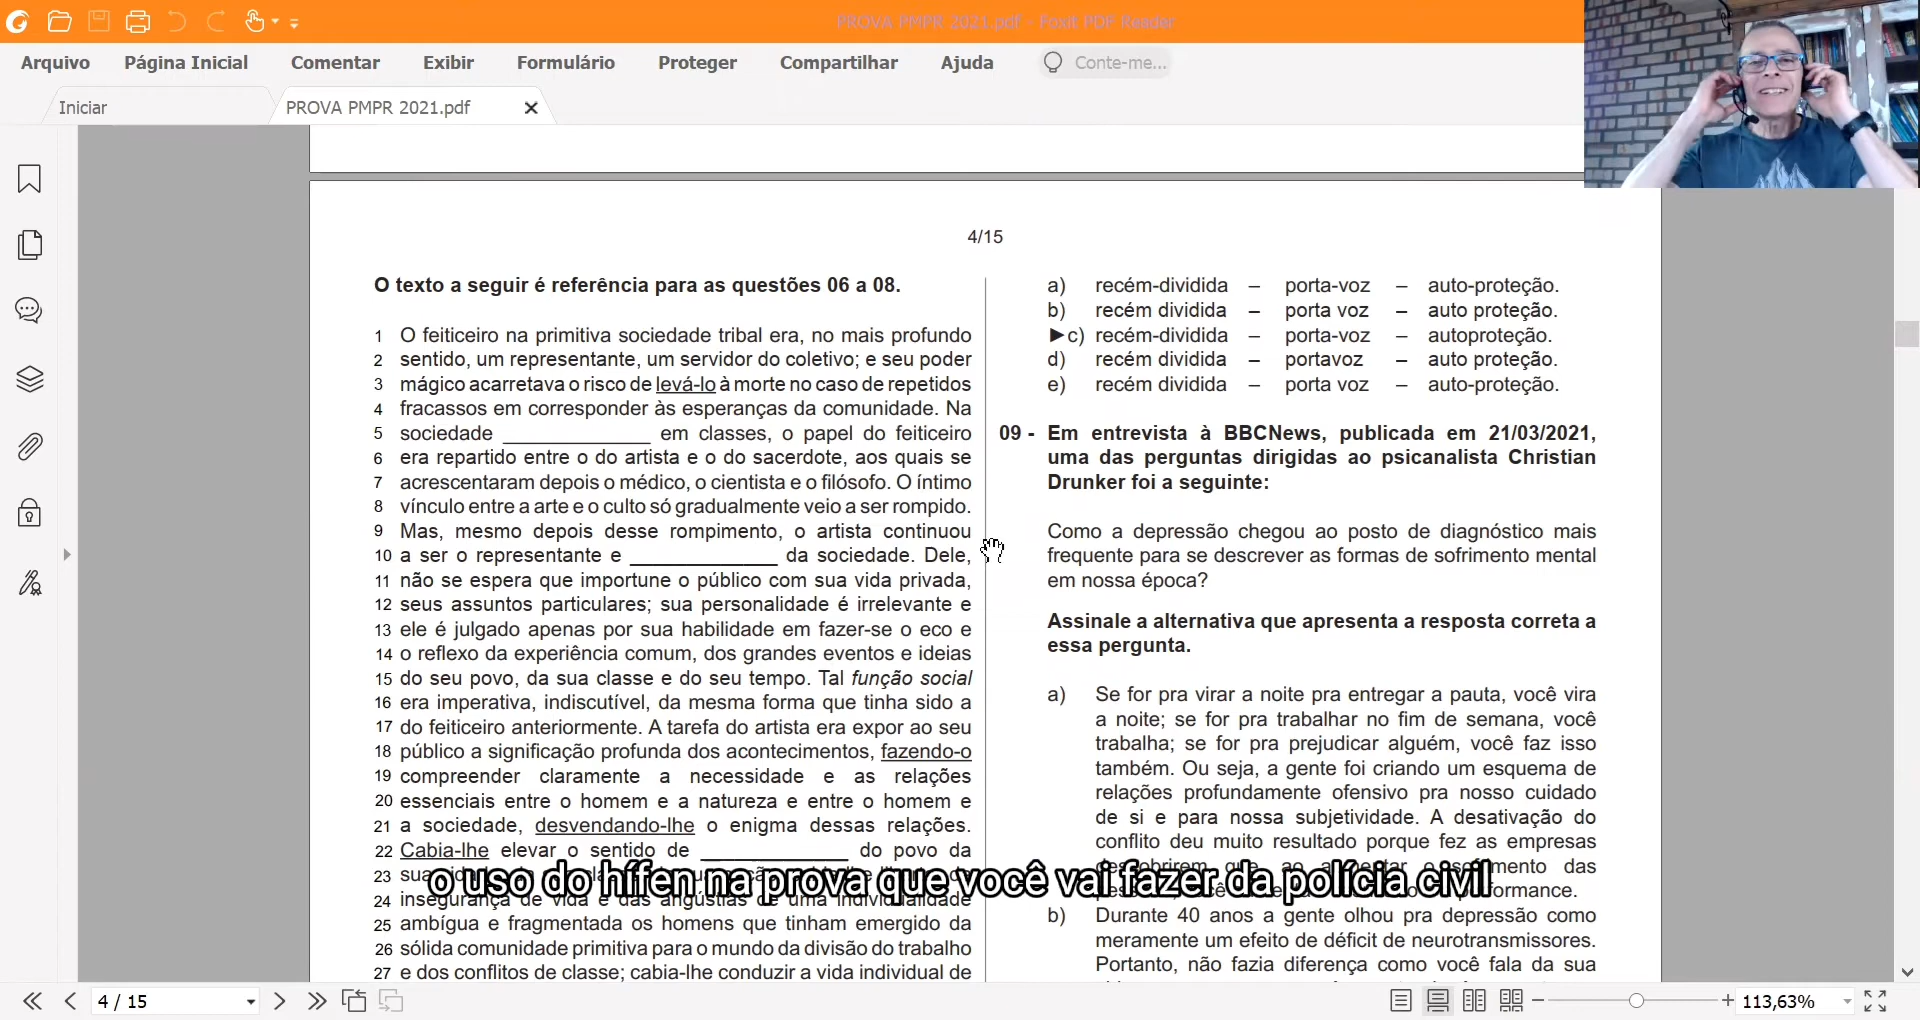 PROVA PMPR 2021.pdf - Foxit PDF Reader
Arquivo Página Inicial Comentar Exibir Formulário Proteger Compartilhar Ajuda Conte-me...
Iniciar PROVA PMPR 2021.pdf
4/15
O texto a seguir é referência para as questões 06 a 08.
1 O feiticeiro na primitiva sociedade tribal era, no mais profundo
2 sentido, um representante, um servidor do coletivo; e seu poder
3 mágico acarretava o risco de levá-lo à morte no caso de repetidos
4 fracassos em corresponder às esperanças da comunidade. Na
5 sociedade _____________ em classes, o papel do feiticeiro
6 era repartido entre o do artista e o do sacerdote, aos quais se
7 acrescentaram depois o médico, o cientista e o filósofo. O íntimo
8 vínculo entre a arte e o culto só gradualmente veio a ser rompido.
9 Mas, mesmo depois desse rompimento, o artista continuou
10 a ser o representante e _____________ da sociedade. Dele,
11 não se espera que importune o público com sua vida privada,
12 seus assuntos particulares; sua personalidade é irrelevante e
13 ele é julgado apenas por sua habilidade em fazer-se o eco e
14 o reflexo da experiência comum, dos grandes eventos e ideias
15 do seu povo, da sua classe e do seu tempo. Tal função social
16 era imperativa, indiscutível, da mesma forma que tinha sido a
17 do feiticeiro anteriormente. A tarefa do artista era expor ao seu
18 público a significação profunda dos acontecimentos, fazendo-o
19 compreender claramente a necessidade e as relações
20 essenciais entre o homem e a natureza e entre o homem e
21 a sociedade, desvendando-lhe o enigma dessas relações.
22 Cabia-lhe elevar o sentido de _____________ do povo da
23 sua
24 insegurança de vida e das angústias de uma individualidade
25 ambígua e fragmentada os homens que tinham emergido da
26 sólida comunidade primitiva para o mundo da divisão do trabalho
27 e dos conflitos de classe; cabia-lhe conduzir a vida individual de
a) recém-dividida – porta-voz – auto-proteção.
b) recém dividida – porta voz – auto proteção.
►c) recém-dividida – porta-voz – autoproteção.
d) recém dividida – portavoz – auto proteção.
e) recém dividida – porta voz – auto-proteção.
09 - Em entrevista à BBCNews, publicada em 21/03/2021,
uma das perguntas dirigidas ao psicanalista Christian
Drunker foi a seguinte:
Como a depressão chegou ao posto de diagnóstico mais
frequente para se descrever as formas de sofrimento mental
em nossa época?
Assinale a alternativa que apresenta a resposta correta a
essa pergunta.
a) Se for pra virar a noite pra entregar a pauta, você vira
a noite; se for pra trabalhar no fim de semana, você
trabalha; se for pra prejudicar alguém, você faz isso
também. Ou seja, a gente foi criando um esquema de
relações profundamente ofensivo pra nosso cuidado
de si e para nossa subjetividade. A desativação do
conflito deu muito resultado porque fez as empresas
descobrirem que, ao aumentar o sofrimento das
b) Durante 40 anos a gente olhou pra depressão como
meramente um efeito de déficit de neurotransmissores.
Portanto, não fazia diferença como você fala da sua
o uso do hífen na prova que você vai fazer da polícia civil
4 / 15
113,63%